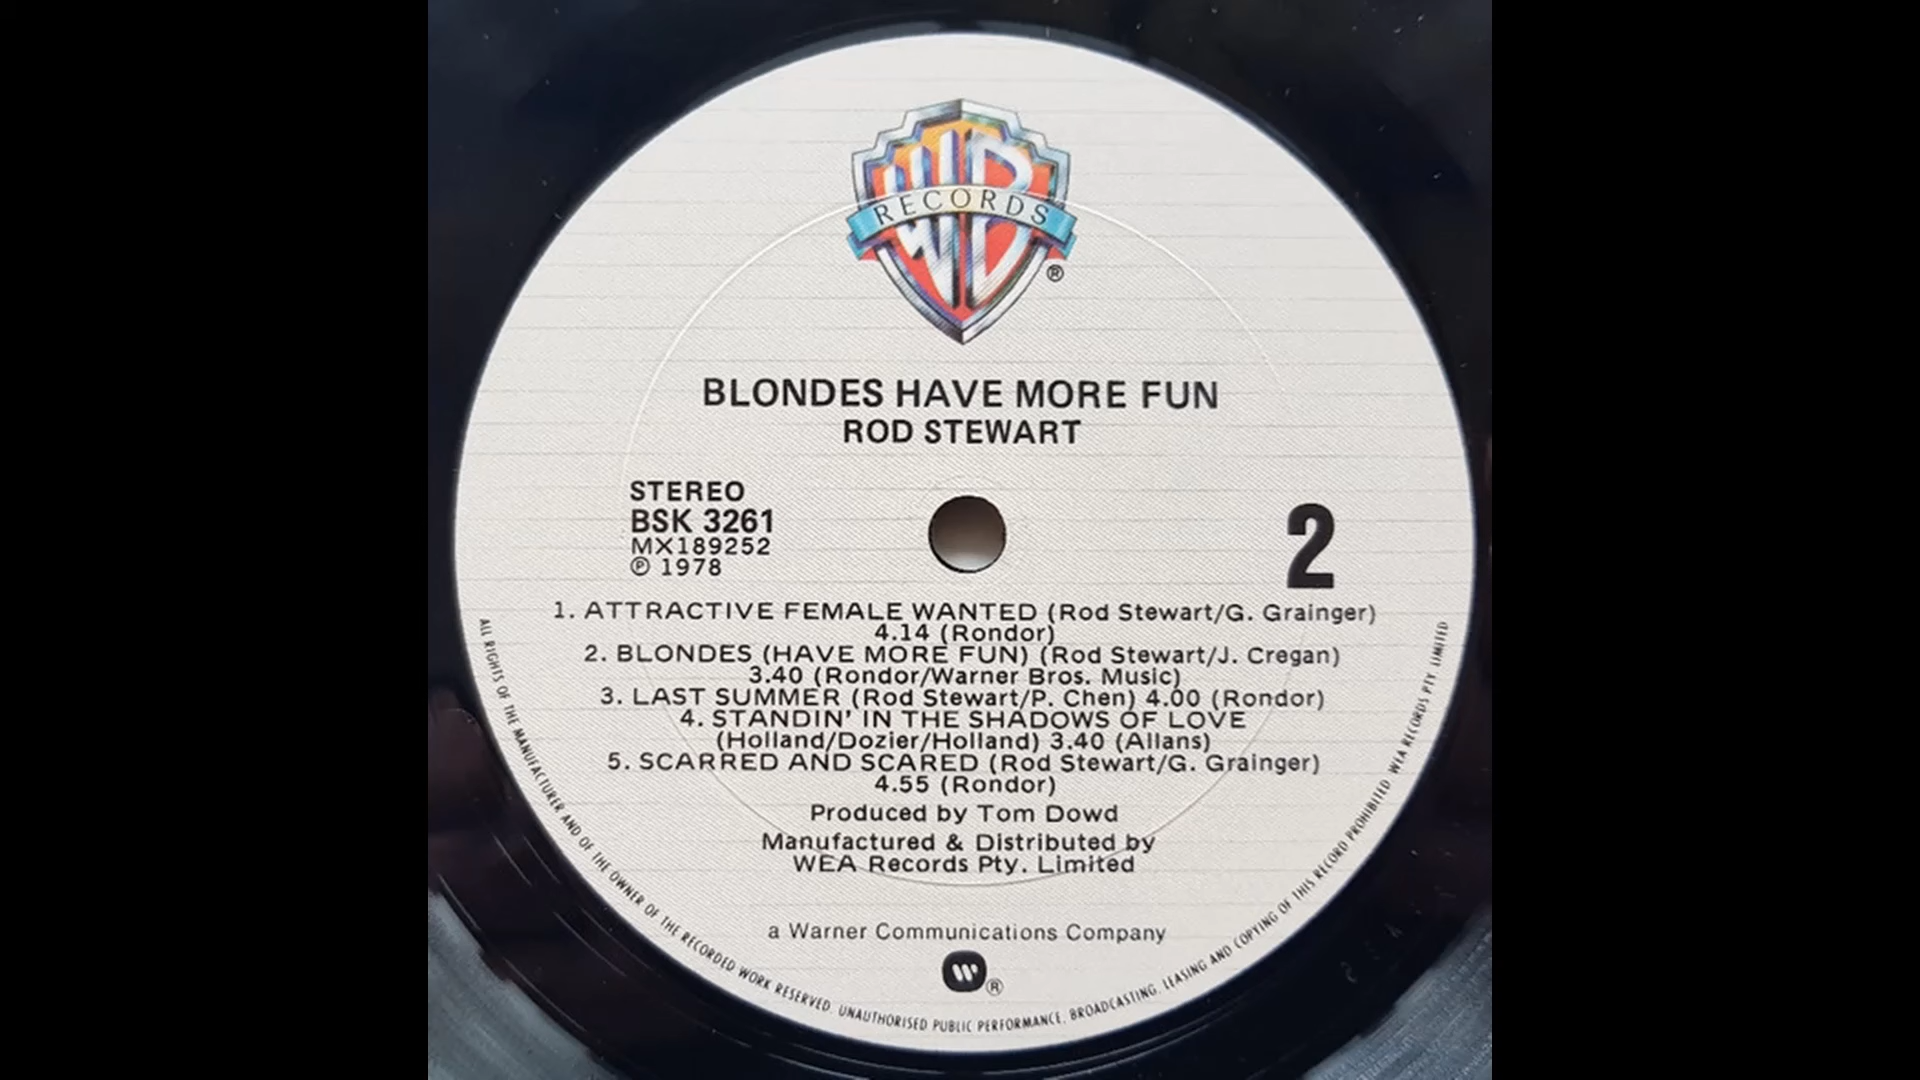 WB
RECORDS
®
BLONDES HAVE MORE FUN
ROD STEWART
STEREO
BSK 3261
MX189252
℗ 1978
2
1. ATTRACTIVE FEMALE WANTED (Rod Stewart/G. Grainger)
4.14 (Rondor)
2. BLONDES (HAVE MORE FUN) (Rod Stewart/J. Cregan)
3.40 (Rondor/Warner Bros. Music)
3. LAST SUMMER (Rod Stewart/P. Chen) 4.00 (Rondor)
4. STANDIN' IN THE SHADOWS OF LOVE
(Holland/Dozier/Holland) 3.40 (Allans)
5. SCARRED AND SCARED (Rod Stewart/G. Grainger)
4.55 (Rondor)
Produced by Tom Dowd
Manufactured & Distributed by
WEA Records Pty. Limited
a Warner Communications Company
W ®
ALL RIGHTS OF THE MANUFACTURER AND OF THE OWNER OF THE RECORDED WORK RESERVED. UNAUTHORISED PUBLIC PERFORMANCE, BROADCASTING, LEASING AND COPYING OF THIS RECORD PROHIBITED WEA RECORDS PTY. LIMITED